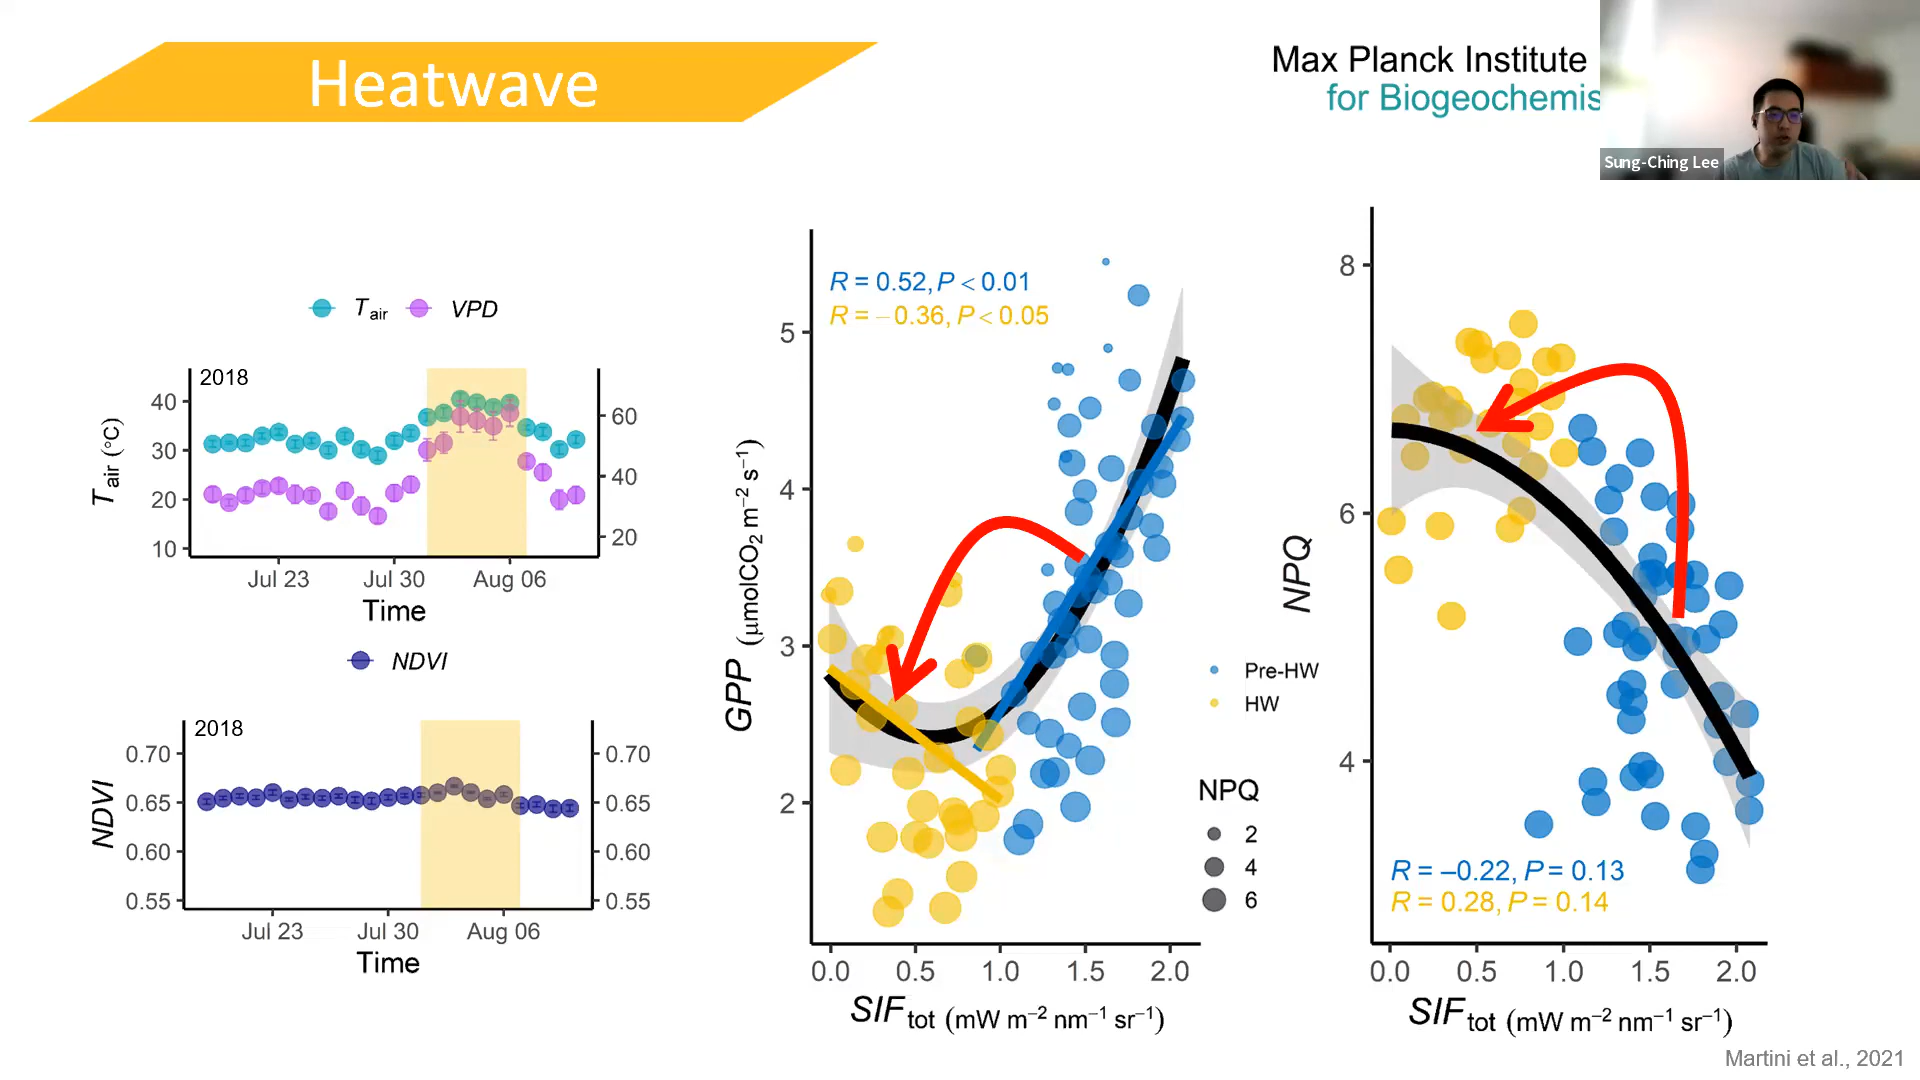 Heatwave
Max Planck Institute
for Biogeochemis
Sung-Ching Lee
T air VPD
2018
40
30
20
10
60
40
20
T air (°C)
Jul 23 Jul 30 Aug 06
Time
NDVI
2018
0.70
0.65
0.60
0.55
0.70
0.65
0.60
0.55
NDVI
Jul 23 Jul 30 Aug 06
Time
R = 0.52, P < 0.01
R = −0.36, P < 0.05
5
4
3
2
GPP (μmolCO₂ m⁻² s⁻¹)
0.0 0.5 1.0 1.5 2.0
SIF tot (mW m⁻² nm⁻¹ sr⁻¹)
Pre-HW
HW
NPQ
2
4
6
8
6
4
NPQ
R = –0.22, P = 0.13
R = 0.28, P = 0.14
0.0 0.5 1.0 1.5 2.0
SIF tot (mW m⁻² nm⁻¹ sr⁻¹)
Martini et al., 2021